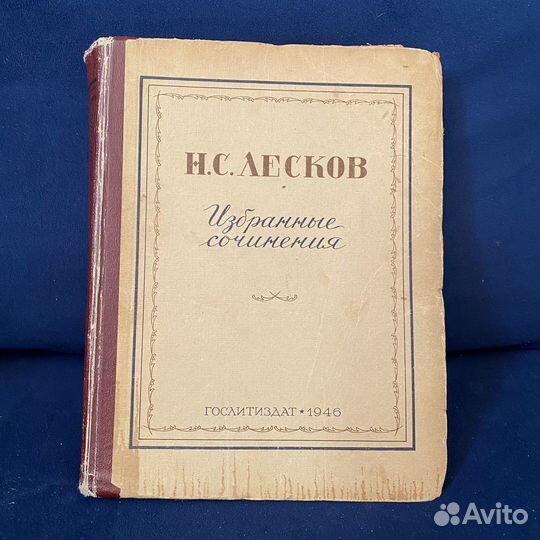 Н.С. ЛЕСКОВ
Избранные
сочинения
ГОСЛИТИЗДАТ ★ 1946
Avito